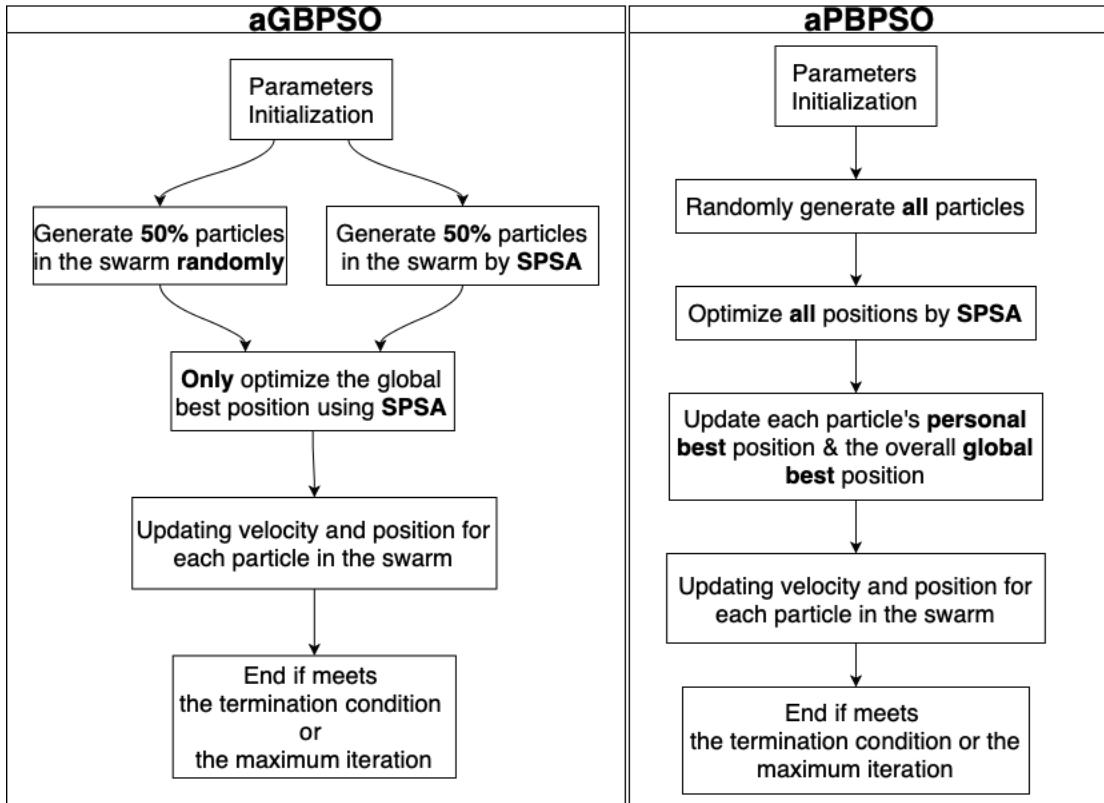 aGBPSO
Parameters
Initialization
Generate 50% particles
in the swarm randomly
Generate 50% particles
in the swarm by SPSA
Only optimize the global
best position using SPSA
Updating velocity and position for
each particle in the swarm
End if meets
the termination condition
or
the maximum iteration
aPBPSO
Parameters
Initialization
Randomly generate all particles
Optimize all positions by SPSA
Update each particle's personal
best position & the overall global
best position
Updating velocity and position for
each particle in the swarm
End if meets
the termination condition or the
maximum iteration